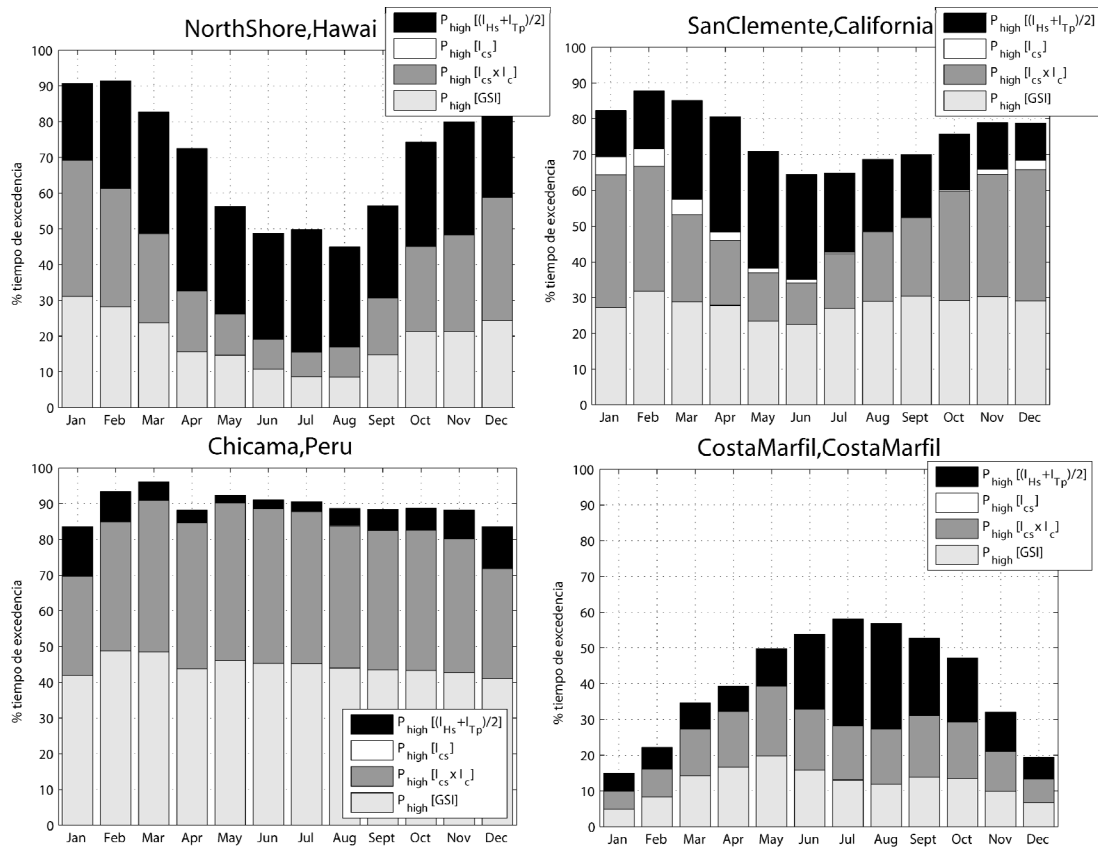 NorthShore,Hawai
P_high [(I_Hs+I_Tp)/2]
P_high [I_cs]
P_high [I_cs x I_c]
P_high [GSI]
% tiempo de excedencia
100
90
80
70
60
50
40
30
20
10
0
Jan Feb Mar Apr May Jun Jul Aug Sept Oct Nov Dec
SanClemente,California
P_high [(I_Hs+I_Tp)/2]
P_high [I_cs]
P_high [I_cs x I_c]
P_high [GSI]
% tiempo de excedencia
100
90
80
70
60
50
40
30
20
10
0
Jan Feb Mar Apr May Jun Jul Aug Sept Oct Nov Dec
Chicama,Peru
% tiempo de excedencia
100
90
80
70
60
50
40
30
20
10
0
P_high [(I_Hs+I_Tp)/2]
P_high [I_cs]
P_high [I_cs x I_c]
P_high [GSI]
Jan Feb Mar Apr May Jun Jul Aug Sept Oct Nov Dec
CostaMarfil,CostaMarfil
P_high [(I_Hs+I_Tp)/2]
P_high [I_cs]
P_high [I_cs x I_c]
P_high [GSI]
% tiempo de excedencia
100
90
80
70
60
50
40
30
20
10
0
Jan Feb Mar Apr May Jun Jul Aug Sept Oct Nov Dec